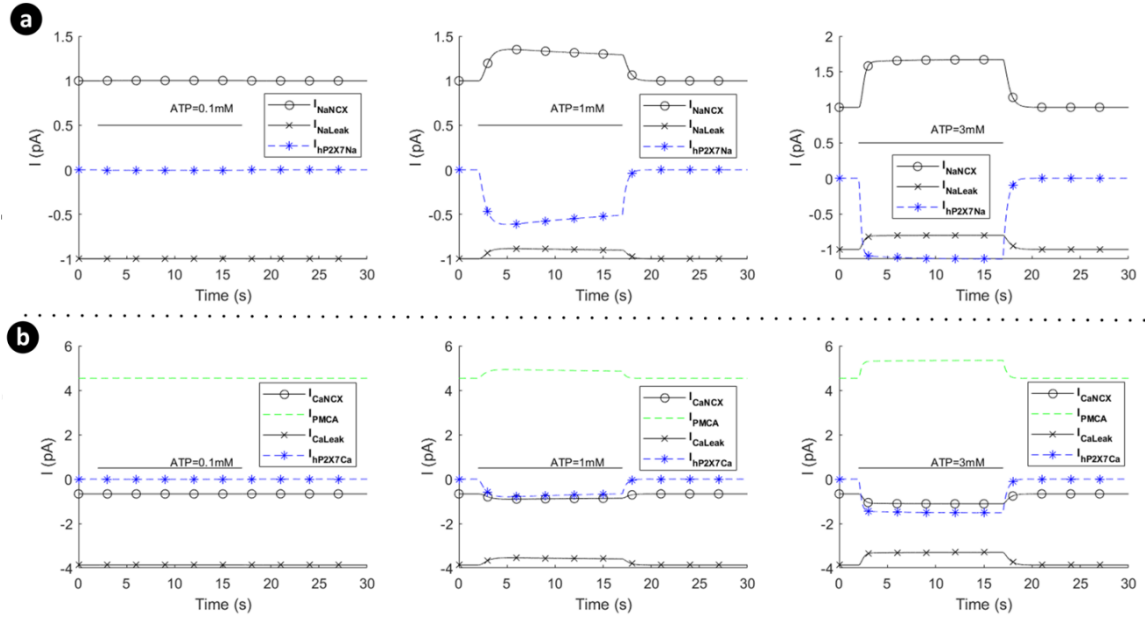 a
1.5
1
0.5
0
-0.5
-1
I (pA)
ATP=0.1mM
I_NaNCX
I_NaLeak
I_hP2X7Na
0 5 10 15 20 25 30
Time (s)
1.5
1
0.5
0
-0.5
-1
I (pA)
ATP=1mM
I_NaNCX
I_NaLeak
I_hP2X7Na
0 5 10 15 20 25 30
Time (s)
2
1.5
1
0.5
0
-0.5
-1
I (pA)
ATP=3mM
I_NaNCX
I_NaLeak
I_hP2X7Na
0 5 10 15 20 25 30
Time (s)
b
6
4
2
0
-2
-4
I (pA)
I_CaNCX
I_PMCA
I_CaLeak
I_hP2X7Ca
ATP=0.1mM
0 5 10 15 20 25 30
Time (s)
6
4
2
0
-2
-4
I (pA)
I_CaNCX
I_PMCA
I_CaLeak
I_hP2X7Ca
ATP=1mM
0 5 10 15 20 25 30
Time (s)
6
4
2
0
-2
-4
I (pA)
I_CaNCX
I_PMCA
I_CaLeak
I_hP2X7Ca
ATP=3mM
0 5 10 15 20 25 30
Time (s)